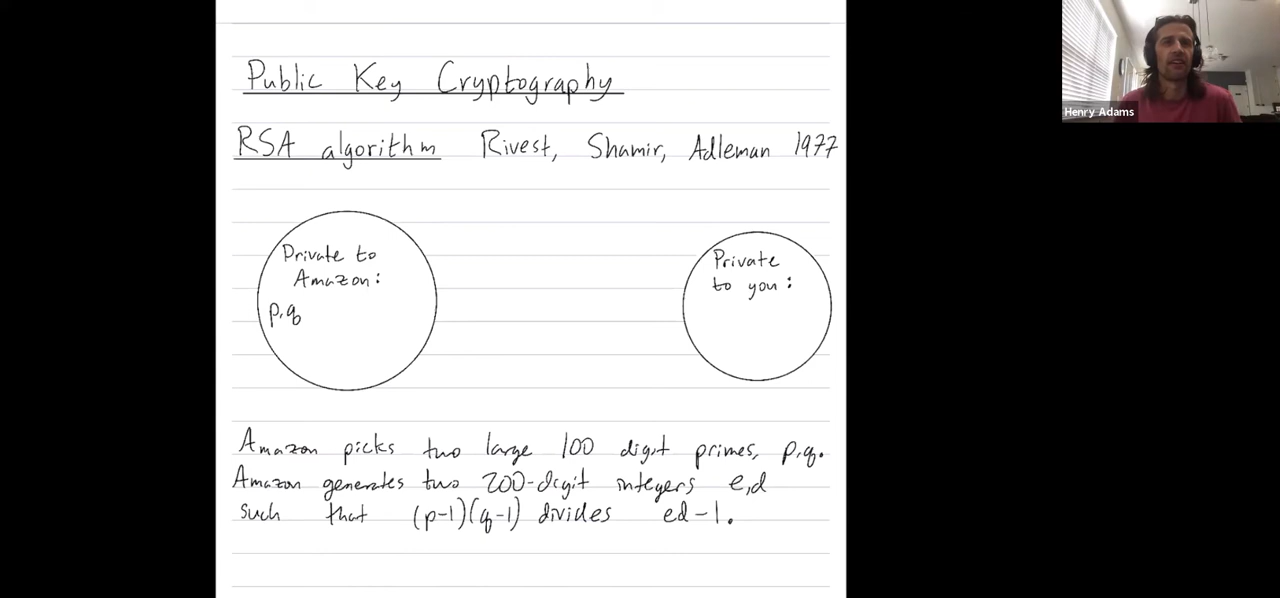 Public Key Cryptography
Henry Adams
RSA algorithm Rivest, Shamir, Adleman 1977
Private to
Amazon:
p,q
Private
to you:
Amazon picks two large 100 digit primes, p,q.
Amazon generates two 200-digit integers e,d
such that (p-1)(q-1) divides ed-1.